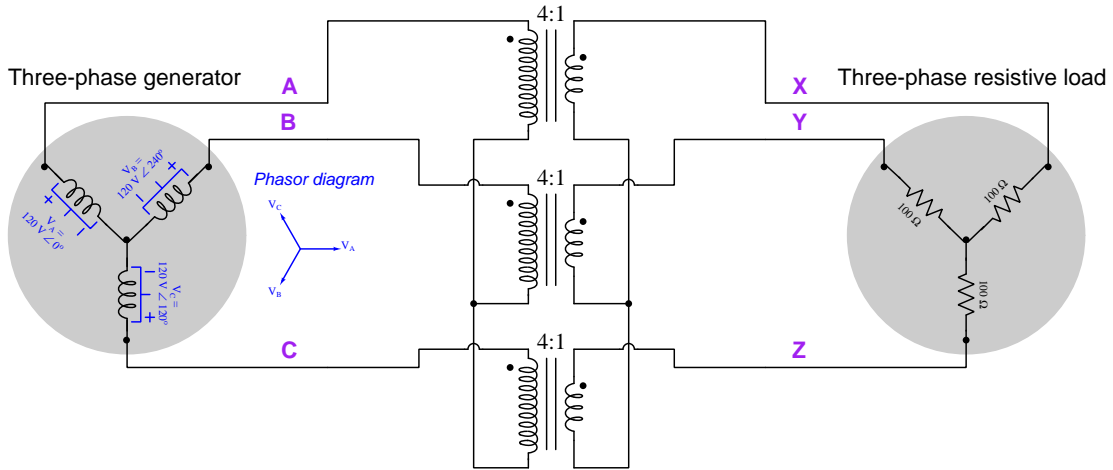 4:1
Three-phase generator
Three-phase resistive load
A
X
B
Y
V_B =
120 V ∠ 240°
V_A =
120 V ∠ 0°
V_C =
120 V ∠ 120°
Phasor diagram
V_C
V_A
V_B
4:1
100 Ω
100 Ω
100 Ω
4:1
C
Z